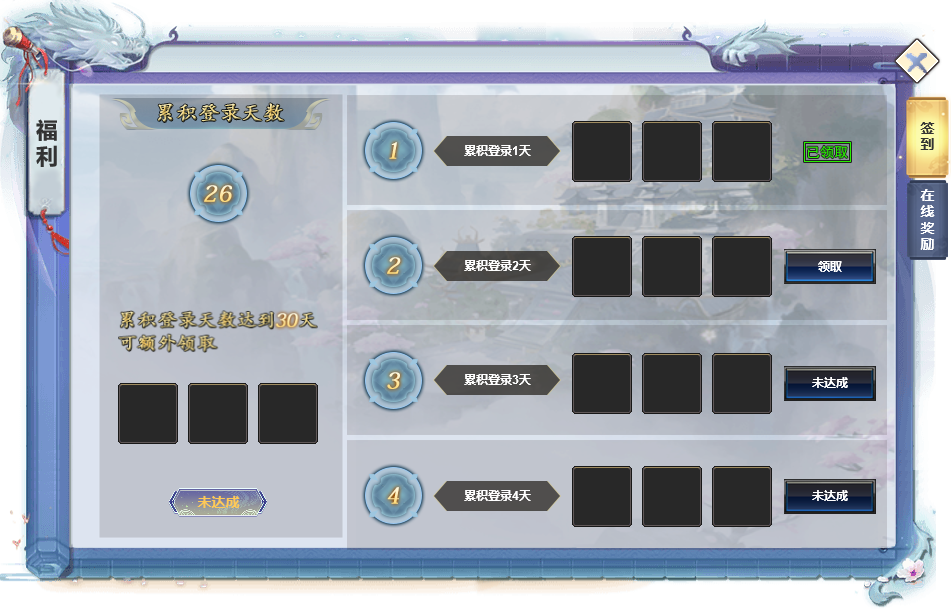 福利
累积登录天数
26
累积登录天数达到30天
可额外领取
未达成
1
累积登录1天
已领取
2
累积登录2天
领取
3
累积登录3天
未达成
4
累积登录4天
未达成
签到
在线奖励